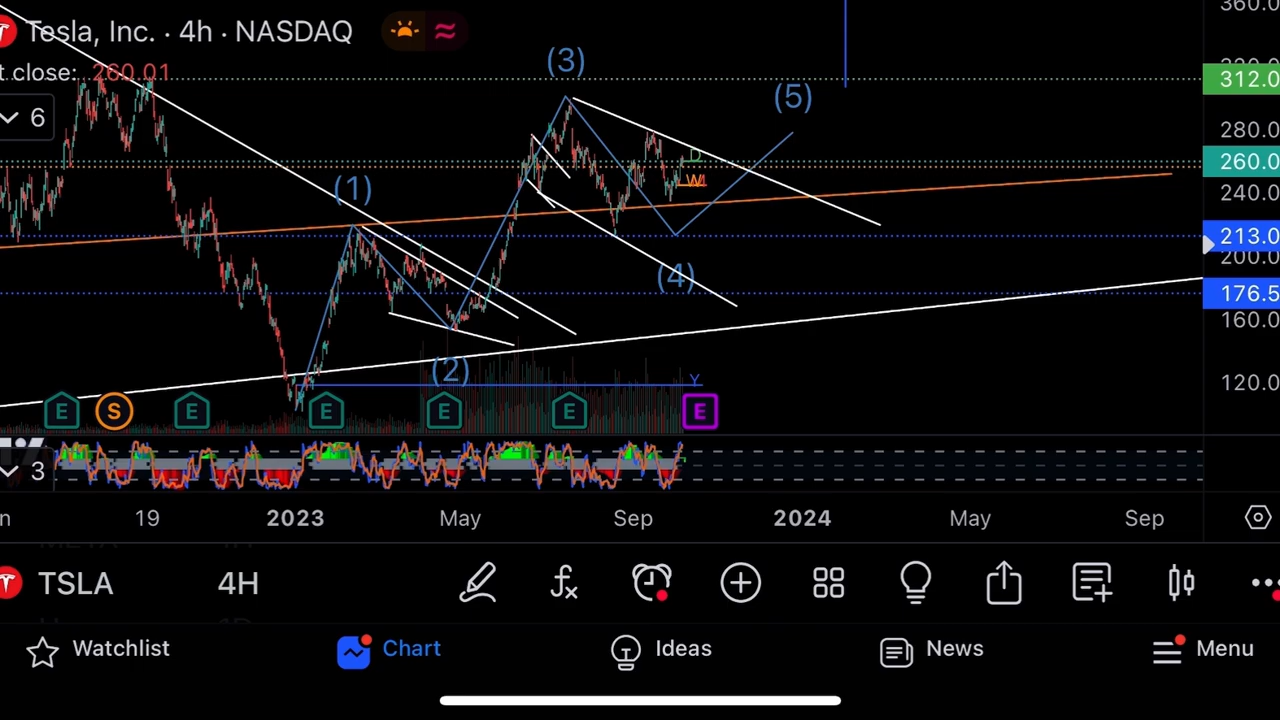 Tesla, Inc. · 4h · NASDAQ
t close: 260.01
6
(1)
(2)
(3)
(4)
(5)
D
W
Y
360.0
312.0
280.0
260.0
240.0
213.0
200.0
176.5
160.0
120.0
E S E E E E E
3
n 19 2023 May Sep 2024 May Sep
TSLA 4H
Watchlist Chart Ideas News Menu